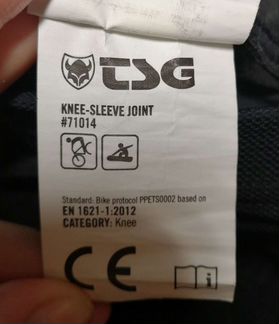 TSG
KNEE-SLEEVE JOINT
#71014
Standard: Bike protocol PPETS0002 based on
EN 1621-1:2012
CATEGORY: Knee
CE
i